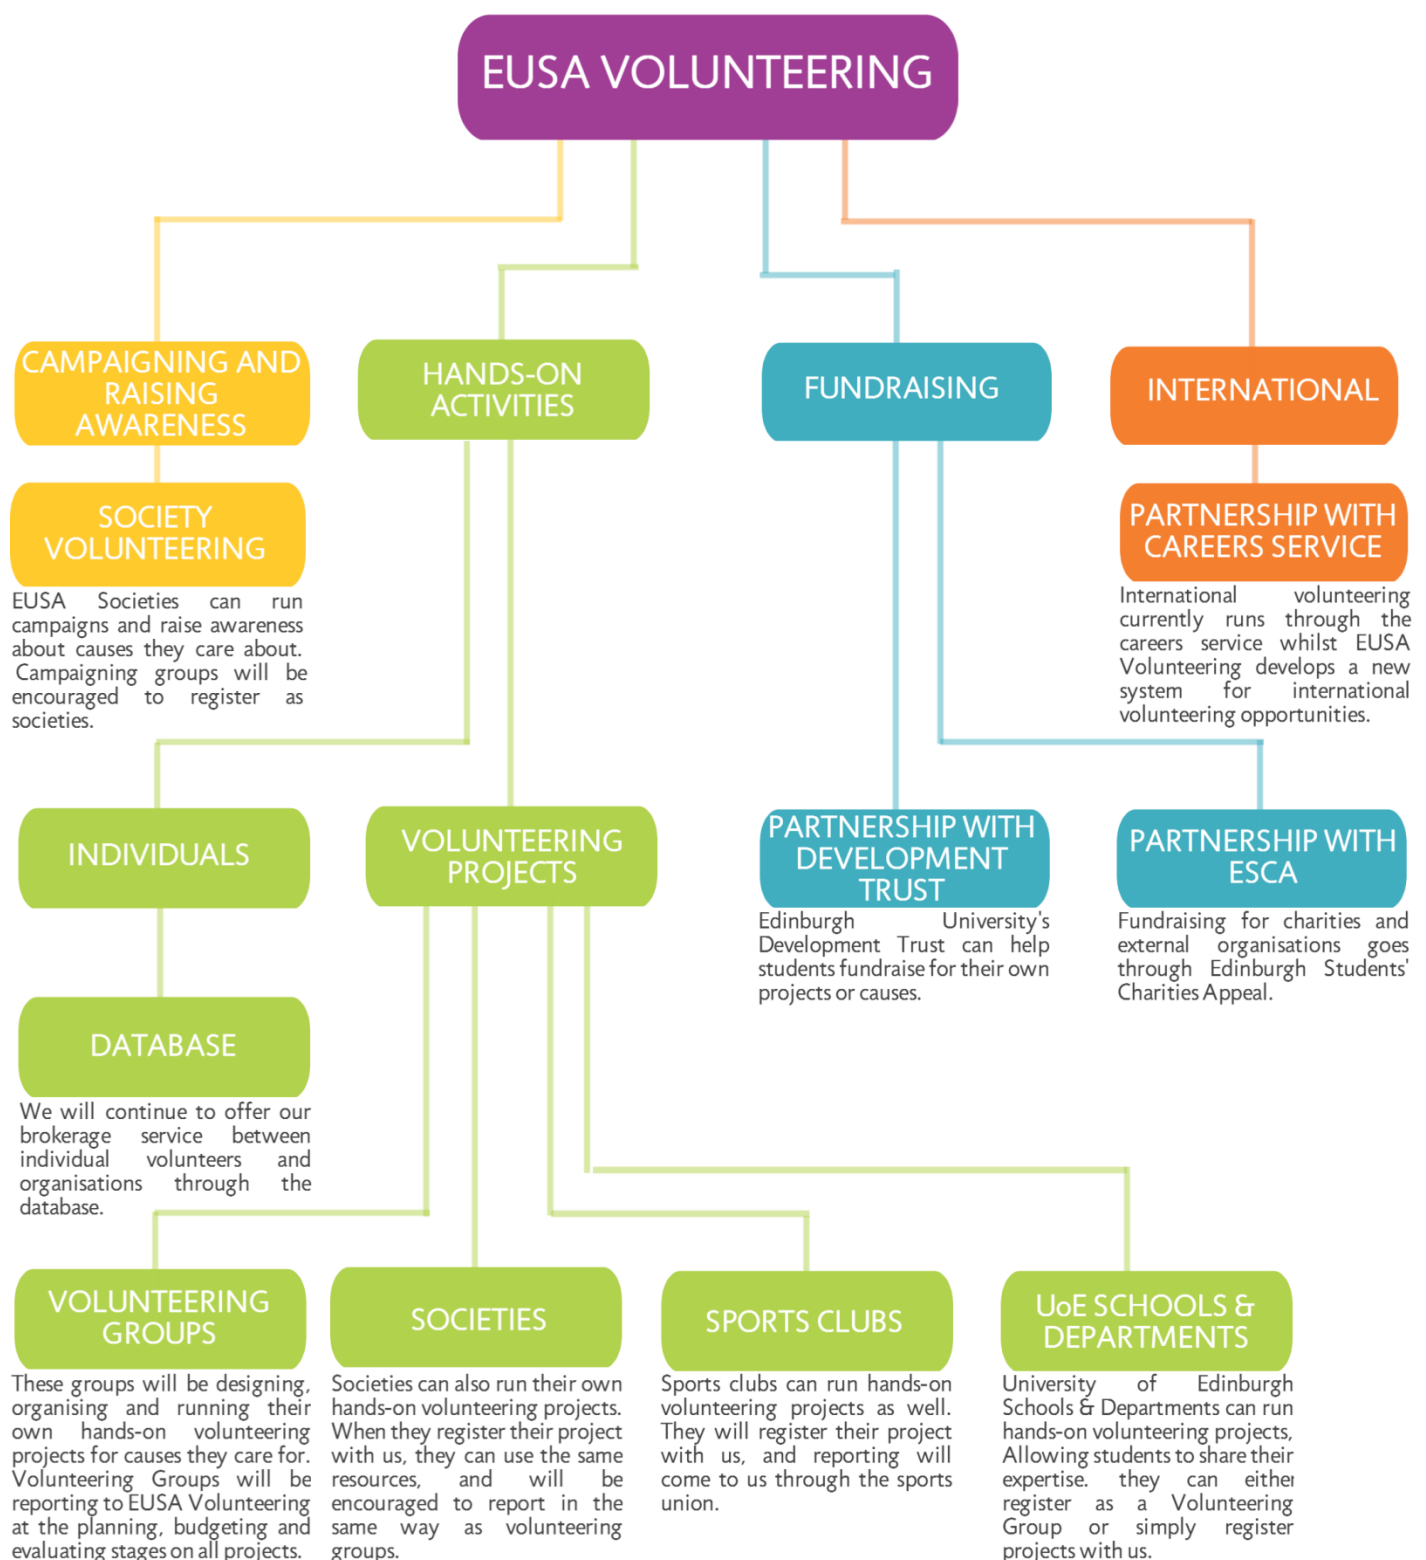 EUSA VOLUNTEERING
CAMPAIGNING AND
RAISING
AWARENESS
HANDS-ON
ACTIVITIES
FUNDRAISING
INTERNATIONAL
SOCIETY
VOLUNTEERING
EUSA Societies can run
campaigns and raise awareness
about causes they care about.
Campaigning groups will be
encouraged to register as
societies.
PARTNERSHIP WITH
CAREERS SERVICE
International volunteering
currently runs through the
careers service whilst EUSA
Volunteering develops a new
system for international
volunteering opportunities.
INDIVIDUALS
VOLUNTEERING
PROJECTS
PARTNERSHIP WITH
DEVELOPMENT
TRUST
Edinburgh University's
Development Trust can help
students fundraise for their own
projects or causes.
PARTNERSHIP WITH
ESCA
Fundraising for charities and
external organisations goes
through Edinburgh Students'
Charities Appeal.
DATABASE
We will continue to offer our
brokerage service between
individual volunteers and
organisations through the
database.
VOLUNTEERING
GROUPS
These groups will be designing,
organising and running their
own hands-on volunteering
projects for causes they care for.
Volunteering Groups will be
reporting to EUSA Volunteering
at the planning, budgeting and
evaluating stages on all projects.
SOCIETIES
Societies can also run their own
hands-on volunteering projects.
When they register their project
with us, they can use the same
resources, and will be
encouraged to report in the
same way as volunteering
groups.
SPORTS CLUBS
Sports clubs can run hands-on
volunteering projects as well.
They will register their project
with us, and reporting will
come to us through the sports
union.
UoE SCHOOLS &
DEPARTMENTS
University of Edinburgh
Schools & Departments can run
hands-on volunteering projects,
Allowing students to share their
expertise. they can either
register as a Volunteering
Group or simply register
projects with us.